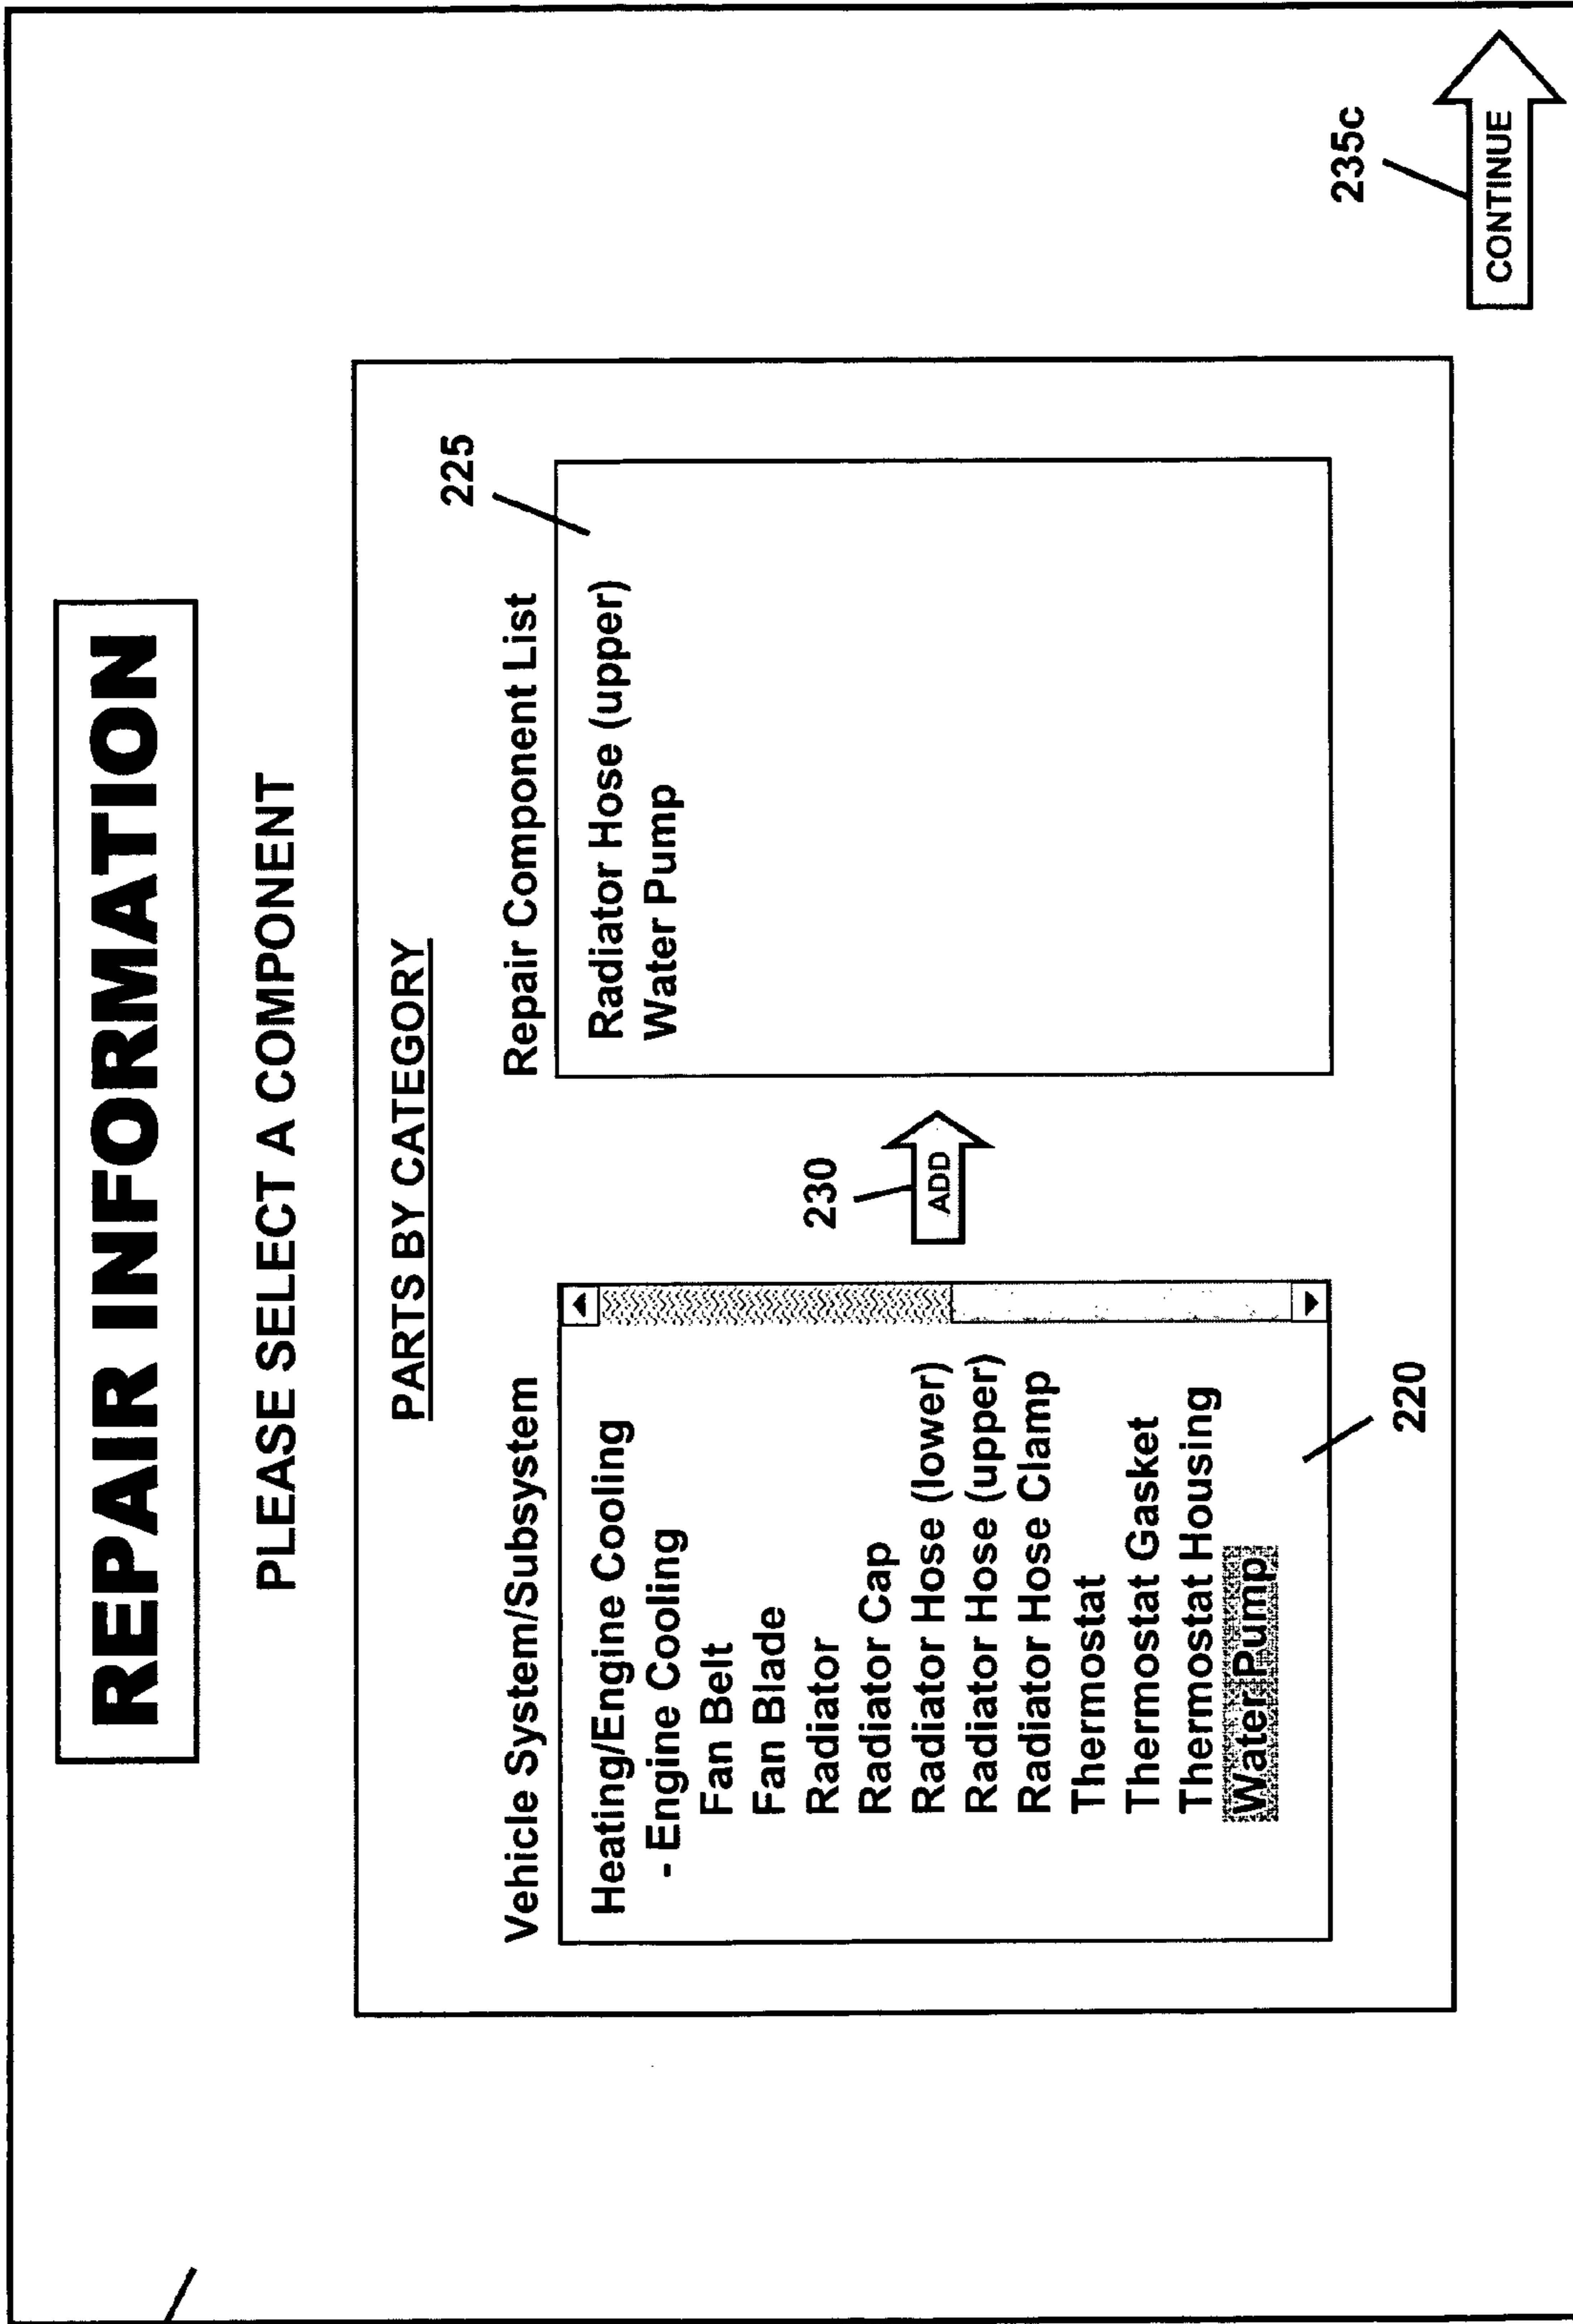 REPAIR INFORMATION
PLEASE SELECT A COMPONENT
PARTS BY CATEGORY
Vehicle System/Subsystem
Heating/Engine Cooling
- Engine Cooling
Fan Belt
Fan Blade
Radiator
Radiator Cap
Radiator Hose (lower)
Radiator Hose (upper)
Radiator Hose Clamp
Thermostat
Thermostat Gasket
Thermostat Housing
Water Pump
220
230
ADD
Repair Component List
225
Radiator Hose (upper)
Water Pump
235c
CONTINUE